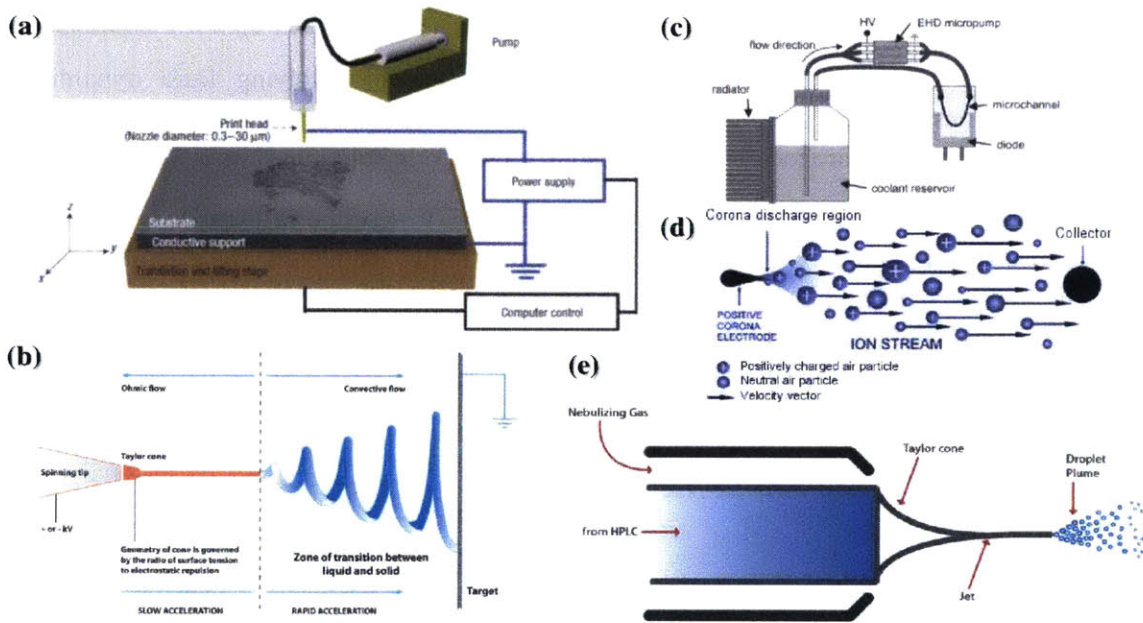 (a)
Pump
Print head
(Nozzle diameter: 0.3–30 μm)
Power supply
Substrate
Conductive support
Translation and tilting stage
Computer control
z
y
x
(b)
Ohmic flow
Convective flow
Taylor cone
Spinning tip
+ or - kV
Geometry of cone is governed
by the ratio of surface tension
to electrostatic repulsion
Zone of transition between
liquid and solid
Target
SLOW ACCELERATION
RAPID ACCELERATION
(c)
HV
EHD micropump
flow direction
radiator
microchannel
diode
coolant reservoir
Corona discharge region
(d)
Collector
POSITIVE
CORONA
ELECTRODE
ION STREAM
Positively charged air particle
Neutral air particle
Velocity vector
(e)
Nebulizing Gas
Taylor cone
Droplet
Plume
from HPLC
Jet